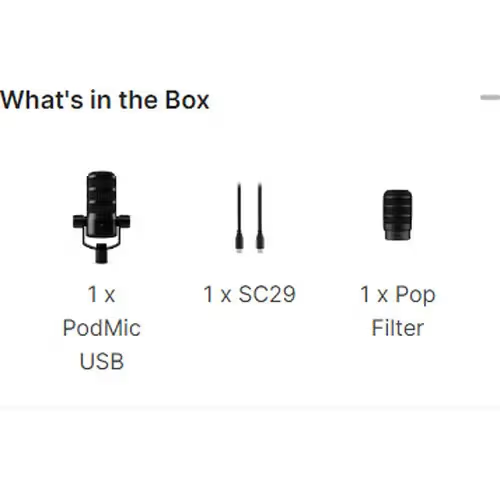 What's in the Box
1 x
PodMic
USB
1 x SC29
1 x Pop
Filter